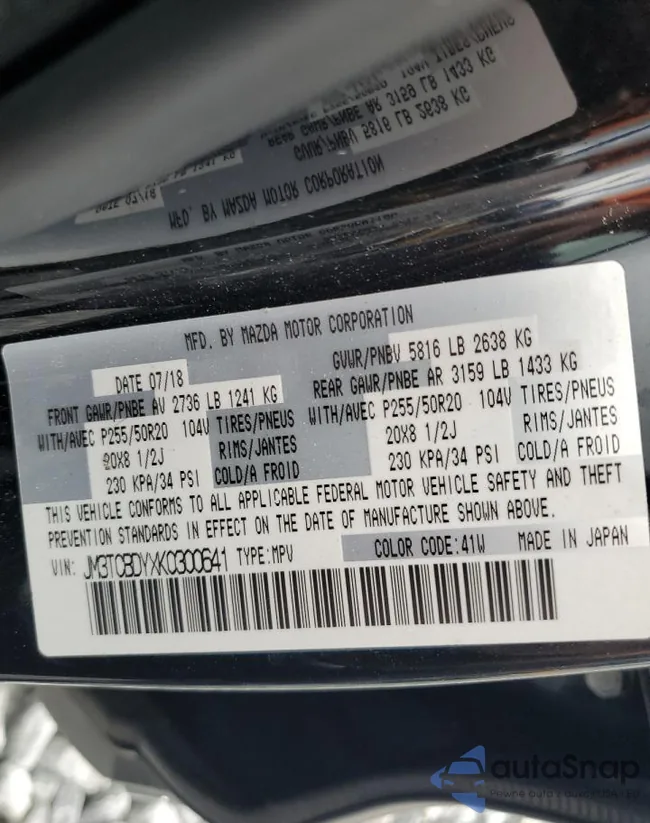 MFD. BY MAZDA MOTOR CORPORATION
DATE 07/18
GVWR/PNBV 5816 LB 2638 KG
FRONT GAWR/PNBE AV 2736 LB 1241 KG
REAR GAWR/PNBE AR 3159 LB 1433 KG
WITH/AVEC P255/50R20 104V TIRES/PNEUS
WITH/AVEC P255/50R20 104V TIRES/PNEUS
20X8 1/2J RIMS/JANTES
20X8 1/2J RIMS/JANTES
230 KPA/34 PSI COLD/A FROID
230 KPA/34 PSI COLD/A FROID
THIS VEHICLE CONFORMS TO ALL APPLICABLE FEDERAL MOTOR VEHICLE SAFETY AND THEFT
PREVENTION STANDARDS IN EFFECT ON THE DATE OF MANUFACTURE SHOWN ABOVE.
VIN: JM3TCBDYXK0300641 TYPE:MPV COLOR CODE:41W MADE IN JAPAN
autoSnap